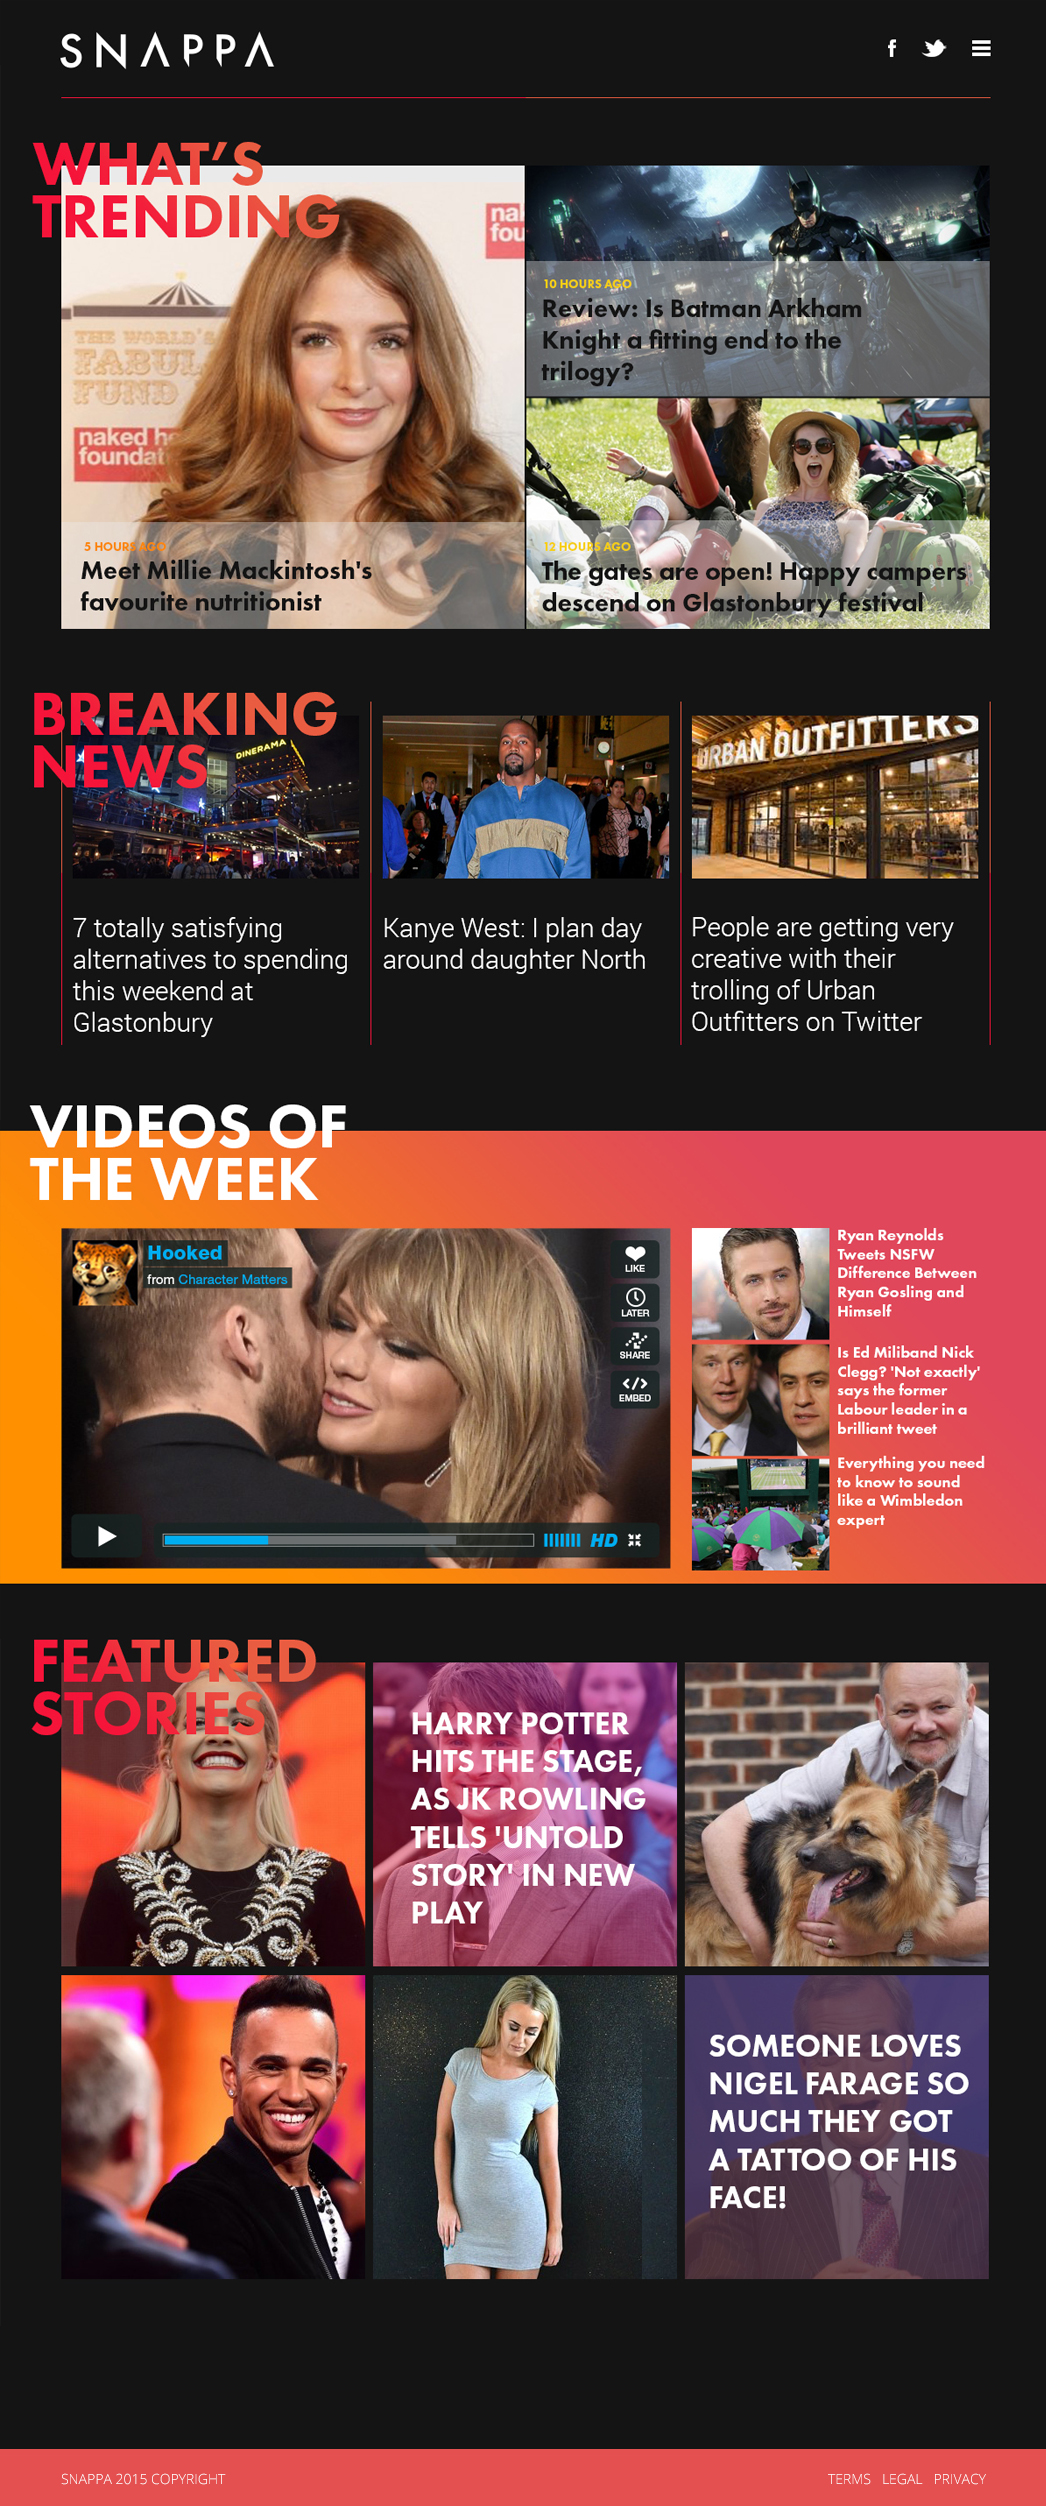 SNAPPA
WHAT'S
TRENDING
THE WORLD'S
FUND
naked
10 HOURS AGO
Review: Is Batman Arkham
Knight a fitting end to the
trilogy?
5 HOURS AGO
Meet Millie Mackintosh's
favourite nutritionist
12 HOURS AGO
The gates are open! Happy campers
descend on Glastonbury festival
BREAKING
NEWS
DINERAMA
URBAN OUTFITTERS
7 totally satisfying
alternatives to spending
this weekend at
Glastonbury
Kanye West: I plan day
around daughter North
People are getting very
creative with their
trolling of Urban
Outfitters on Twitter
VIDEOS OF
THE WEEK
Hooked
from Character Matters
LIKE
LATER
SHARE
EMBED
HD
Ryan Reynolds
Tweets NSFW
Difference Between
Ryan Gosling and
Himself
Is Ed Miliband Nick
Clegg? 'Not exactly'
says the former
Labour leader in a
brilliant tweet
Everything you need
to know to sound
like a Wimbledon
expert
FEATURED
STORIES
HARRY POTTER
HITS THE STAGE,
AS JK ROWLING
TELLS 'UNTOLD
STORY' IN NEW
PLAY
SOMEONE LOVES
NIGEL FARAGE SO
MUCH THEY GOT
A TATTOO OF HIS
FACE!
SNAPPA 2015 COPYRIGHT
TERMS LEGAL PRIVACY